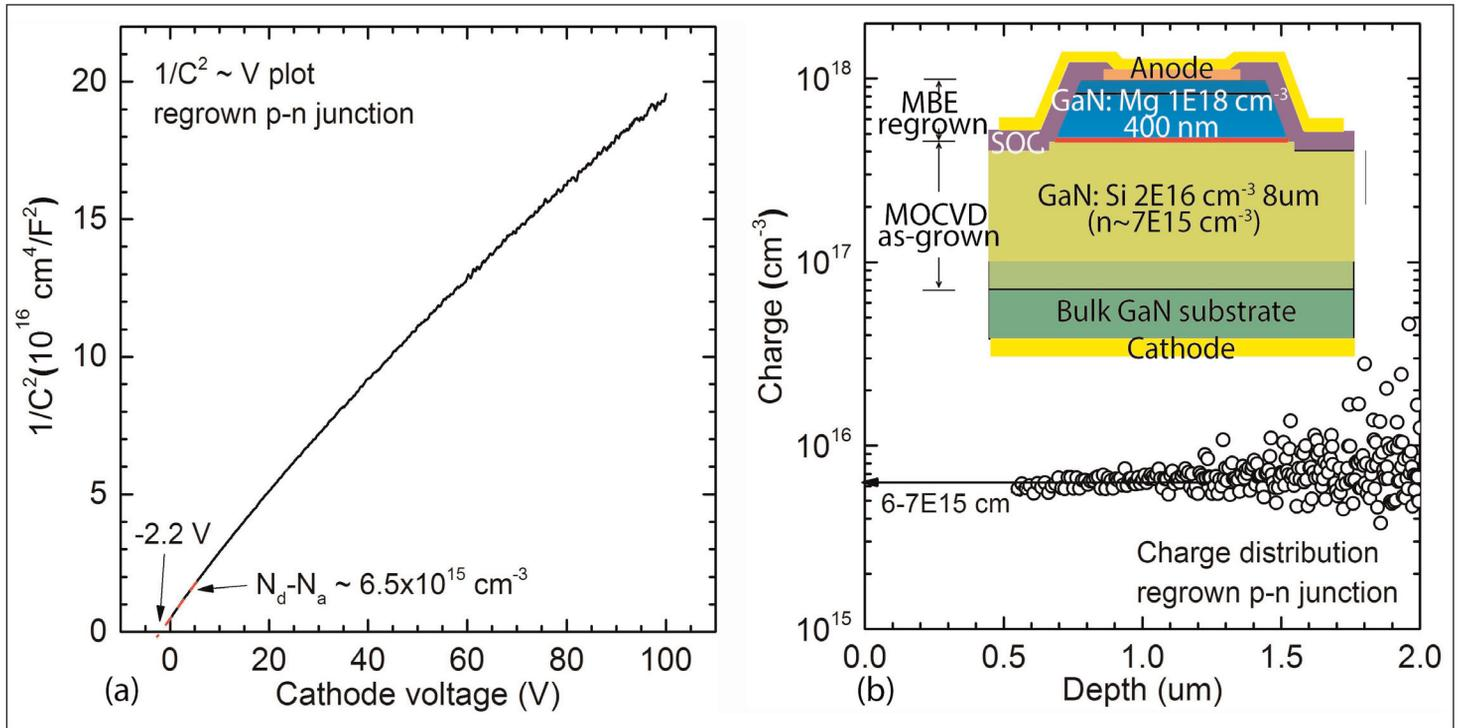 1/C² ~ V plot
regrown p-n junction
20
15
10
5
0
1/C²(10¹⁶ cm⁴/F²)
-2.2 V
N_d-N_a ~ 6.5x10¹⁵ cm⁻³
0 20 40 60 80 100
(a)
Cathode voltage (V)
10¹⁸
10¹⁷
10¹⁶
10¹⁵
Charge (cm⁻³)
Anode
MBE
regrown
GaN: Mg 1E18 cm⁻³
400 nm
SOG
MOCVD
as-grown
GaN: Si 2E16 cm⁻³ 8um
(n~7E15 cm⁻³)
Bulk GaN substrate
Cathode
6-7E15 cm
Charge distribution
regrown p-n junction
0.0 0.5 1.0 1.5 2.0
(b)
Depth (um)